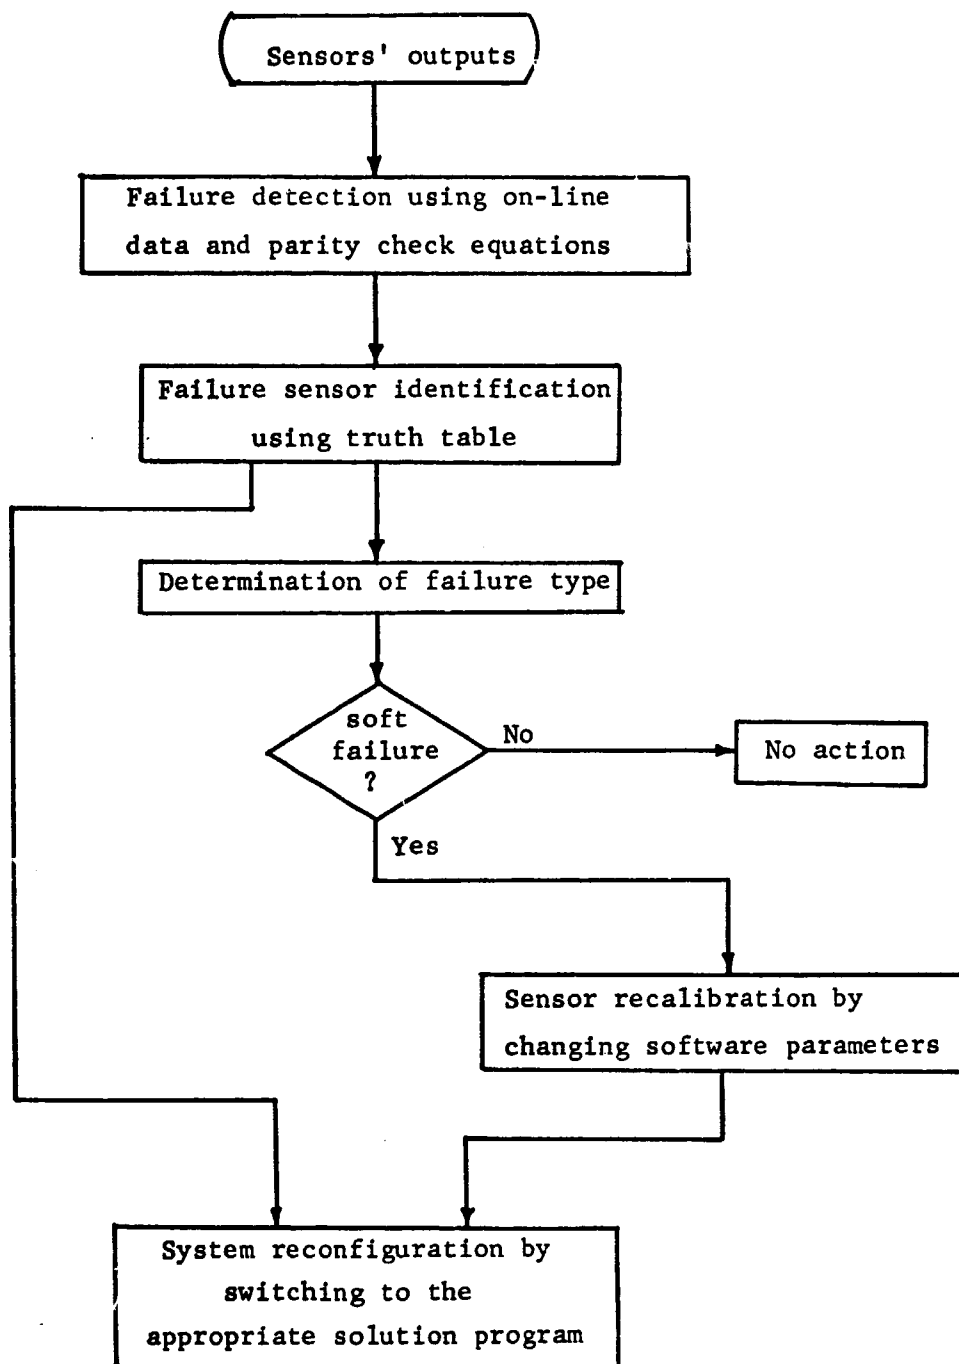 Sensors' outputs
Failure detection using on-line
data and parity check equations
Failure sensor identification
using truth table
Determination of failure type
soft
failure
?
No
No action
Yes
Sensor recalibration by
changing software parameters
System reconfiguration by
switching to the
appropriate solution program